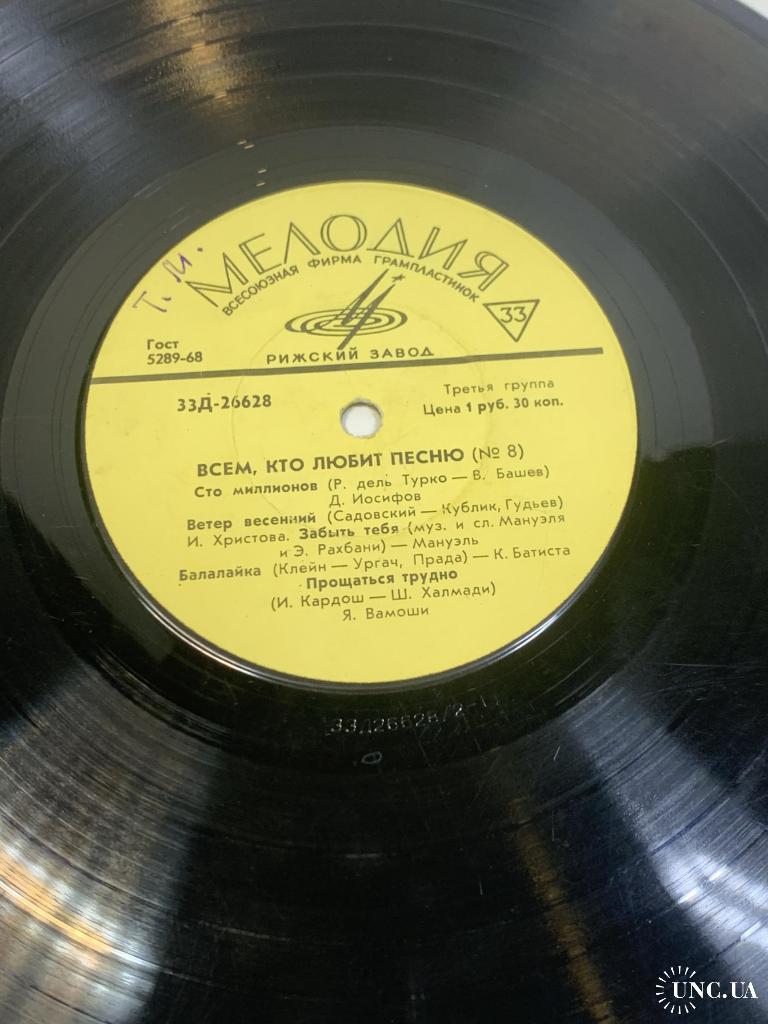 Т. И.
МЕЛОДИЯ
ВСЕСОЮЗНАЯ ФИРМА ГРАМПЛАСТИНОК
33
Гост
5289-68
РИЖСКИЙ ЗАВОД
33Д-26628
Третья группа
Цена 1 руб. 30 коп.
ВСЕМ, КТО ЛЮБИТ ПЕСНЮ (№ 8)
Сто миллионов (Р. дель Турко — В. Башев)
Д. Иосифов
Ветер весенний (Садовский — Кублик, Гудьев)
И. Христова. Забыть тебя (муз. и сл. Мануэля
и Э. Рахбани) — Мануэль
Балалайка (Клейн — Ургач, Прада) — К. Батиста
Прощаться трудно
(И. Кардош — Ш. Халмади)
Я. Вамоши
33Д26628/2-
UNC.UA